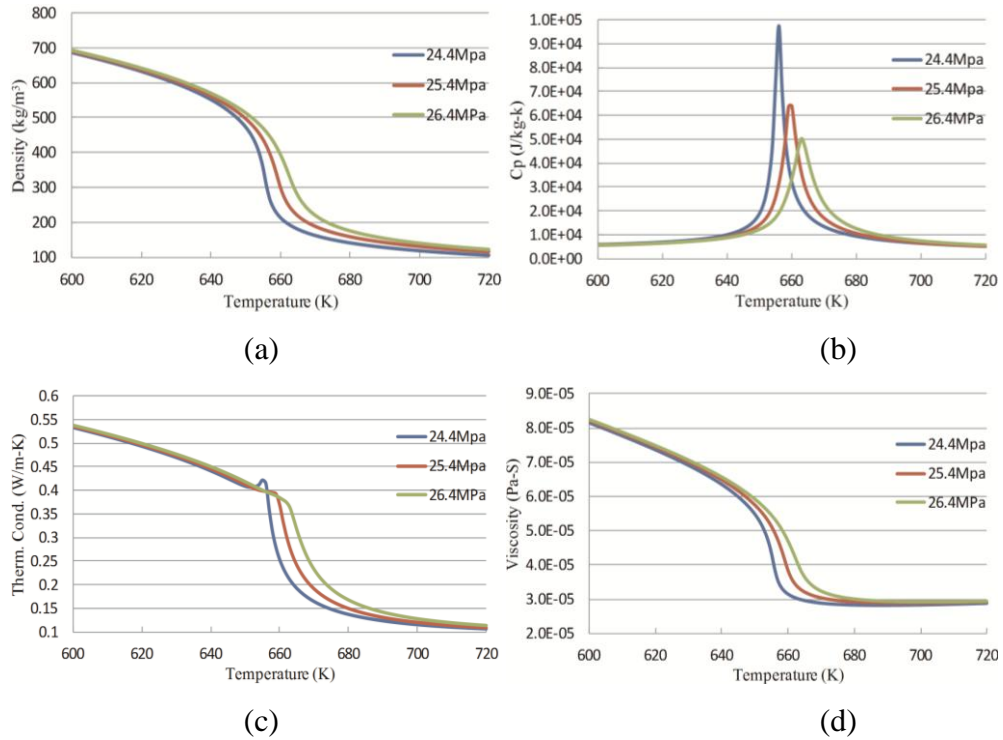 800
700
600
500
400
300
200
100
Density (kg/m³)
24.4Mpa
25.4Mpa
26.4MPa
600 620 640 660 680 700 720
Temperature (K)
(a)
1.0E+05
9.0E+04
8.0E+04
7.0E+04
6.0E+04
5.0E+04
4.0E+04
3.0E+04
2.0E+04
1.0E+04
0.0E+00
Cp (J/kg-k)
24.4Mpa
25.4Mpa
26.4MPa
600 620 640 660 680 700 720
Temperature (K)
(b)
0.6
0.55
0.5
0.45
0.4
0.35
0.3
0.25
0.2
0.15
0.1
Therm. Cond. (W/m-K)
24.4Mpa
25.4Mpa
26.4MPa
600 620 640 660 680 700 720
Temperature (K)
(c)
9.0E-05
8.0E-05
7.0E-05
6.0E-05
5.0E-05
4.0E-05
3.0E-05
2.0E-05
Viscosity (Pa-S)
24.4Mpa
25.4Mpa
26.4MPa
600 620 640 660 680 700 720
Temperature (K)
(d)